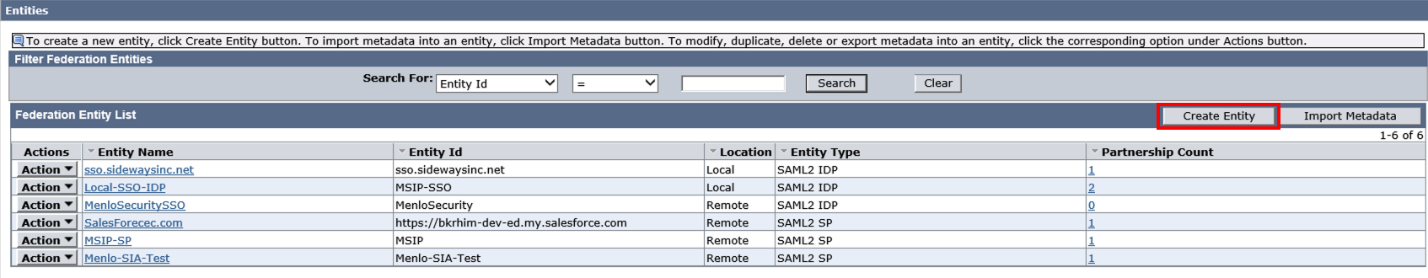 Entities
To create a new entity, click Create Entity button. To import metadata into an entity, click Import Metadata button. To modify, duplicate, delete or export metadata into an entity, click the corresponding option under Actions button.
Filter Federation Entities
Search For: Entity Id = Search Clear
Federation Entity List Create Entity Import Metadata
1-6 of 6
Actions Entity Name Entity Id Location Entity Type Partnership Count
Action sso.sidewaysinc.net sso.sidewaysinc.net Local SAML2 IDP 1
Action Local-SSO-IDP MSIP-SSO Local SAML2 IDP 2
Action MenloSecuritySSO MenloSecurity Remote SAML2 IDP 0
Action SalesForecec.com https://bkrhim-dev-ed.my.salesforce.com Remote SAML2 SP 1
Action MSIP-SP MSIP Remote SAML2 SP 1
Action Menlo-SIA-Test Menlo-SIA-Test Remote SAML2 SP 1